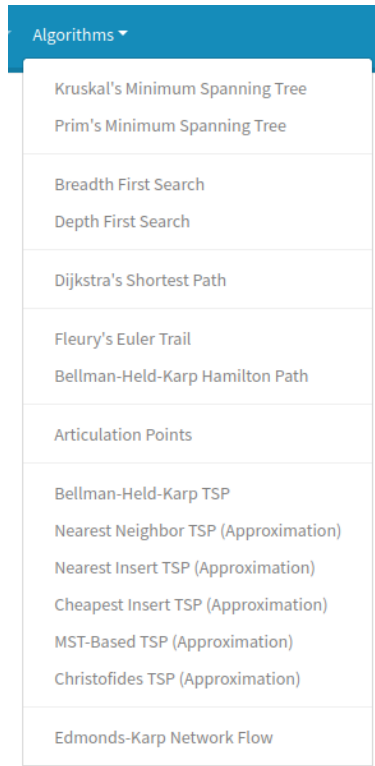 Algorithms
Kruskal's Minimum Spanning Tree
Prim's Minimum Spanning Tree
Breadth First Search
Depth First Search
Dijkstra's Shortest Path
Fleury's Euler Trail
Bellman-Held-Karp Hamilton Path
Articulation Points
Bellman-Held-Karp TSP
Nearest Neighbor TSP (Approximation)
Nearest Insert TSP (Approximation)
Cheapest Insert TSP (Approximation)
MST-Based TSP (Approximation)
Christofides TSP (Approximation)
Edmonds-Karp Network Flow